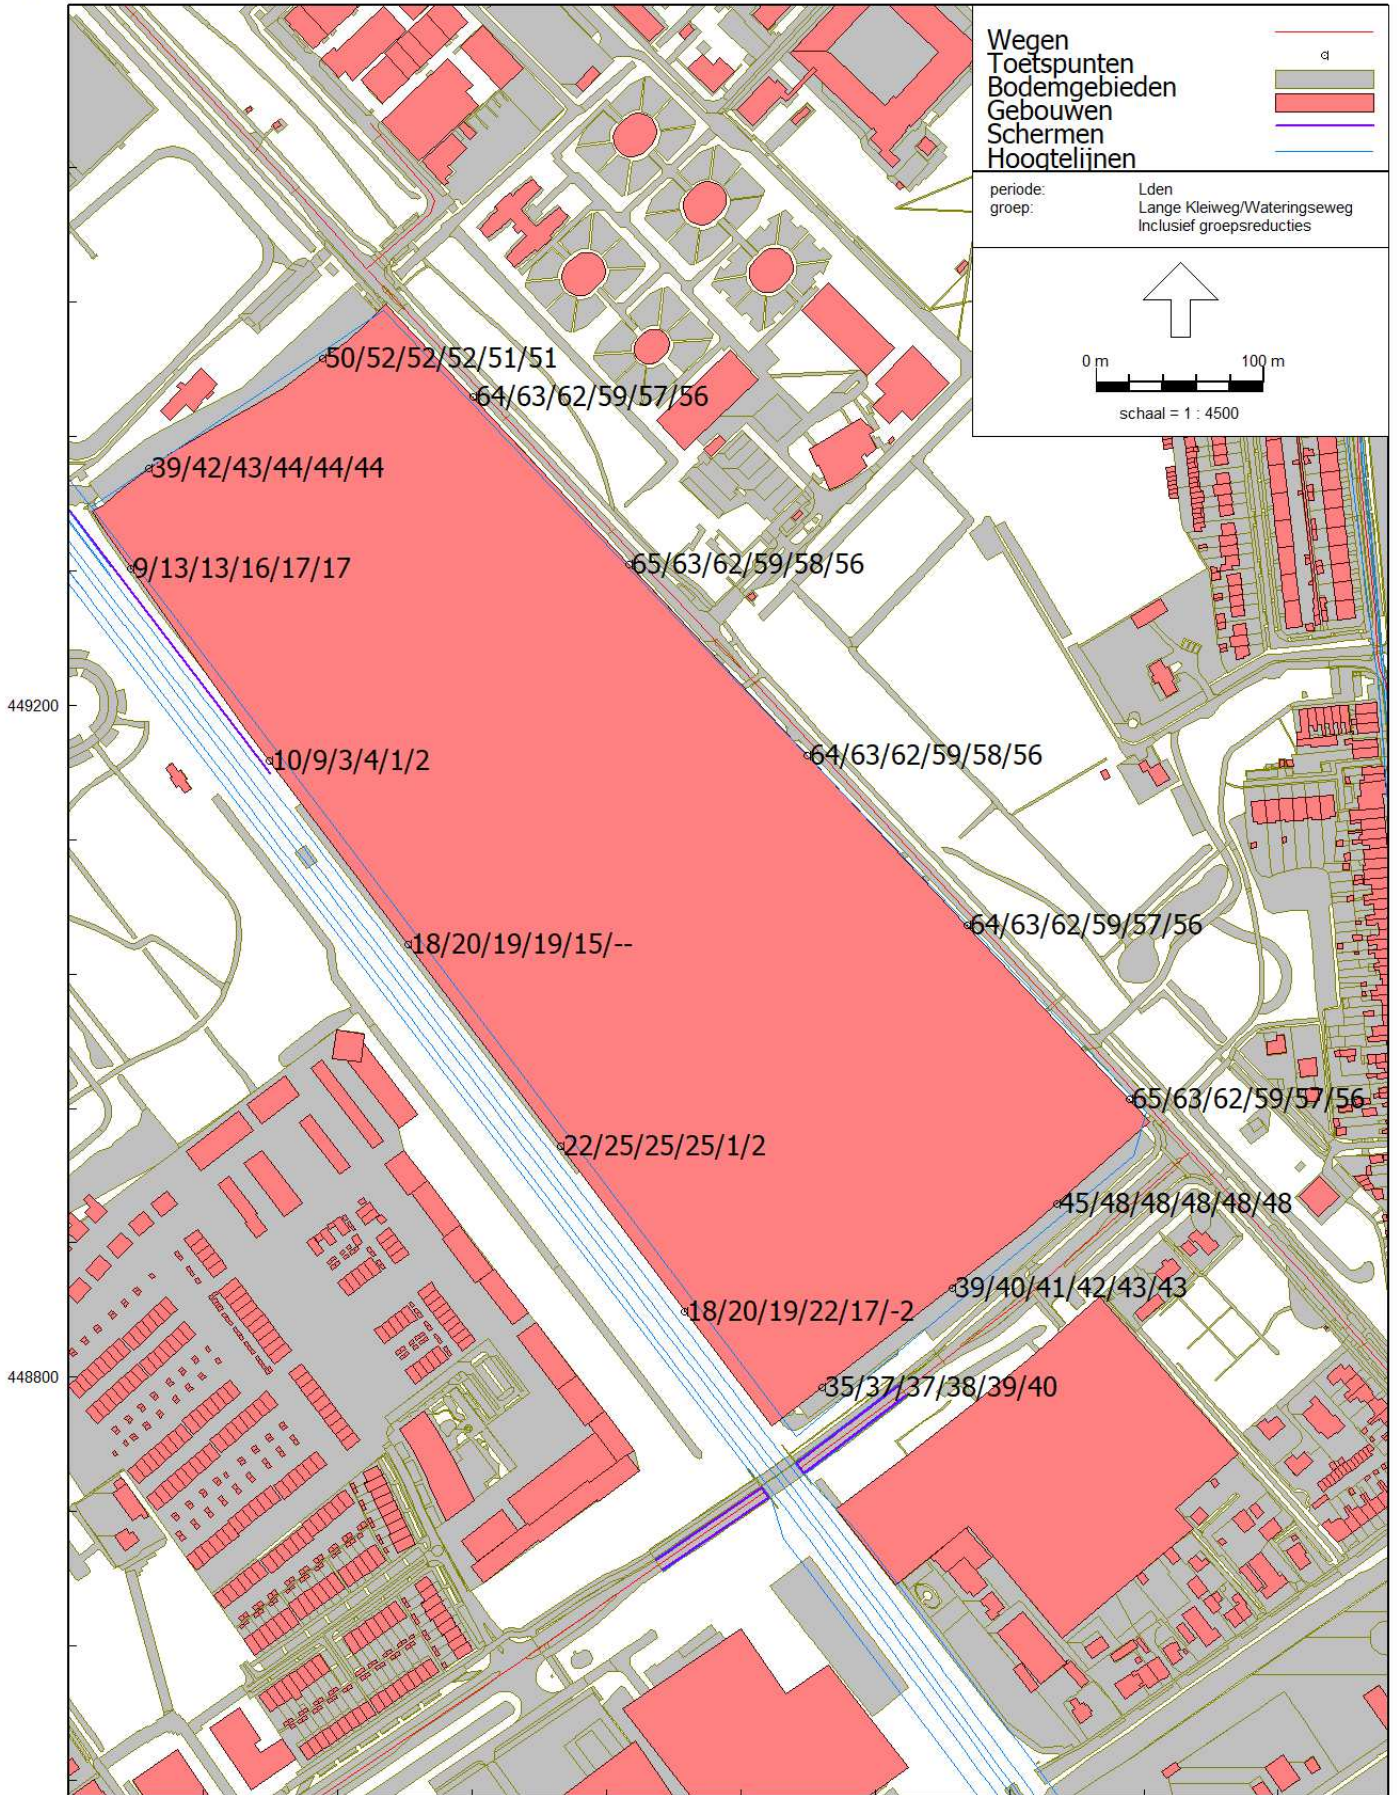 Wegen
Toetspunten
Bodemgebieden
Gebouwen
Schermen
Hoogtelijnen
periode: Lden
groep: Lange Kleiweg/Wateringseweg
Inclusief groepsreducties
0 m 100 m
schaal = 1 : 4500
50/52/52/52/51/51
64/63/62/59/57/56
39/42/43/44/44/44
9/13/13/16/17/17
65/63/62/59/58/56
449200
10/9/3/4/1/2
64/63/62/59/58/56
18/20/19/19/15/--
64/63/62/59/57/56
65/63/62/59/57/56
22/25/25/25/1/2
45/48/48/48/48/48
39/40/41/42/43/43
18/20/19/22/17/-2
448800
35/37/37/38/39/40